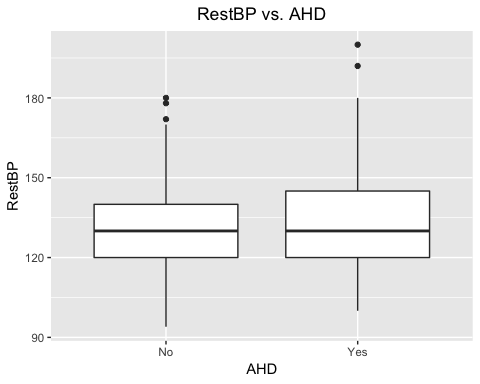 RestBP vs. AHD
RestBP
180
150
120
90
No
Yes
AHD